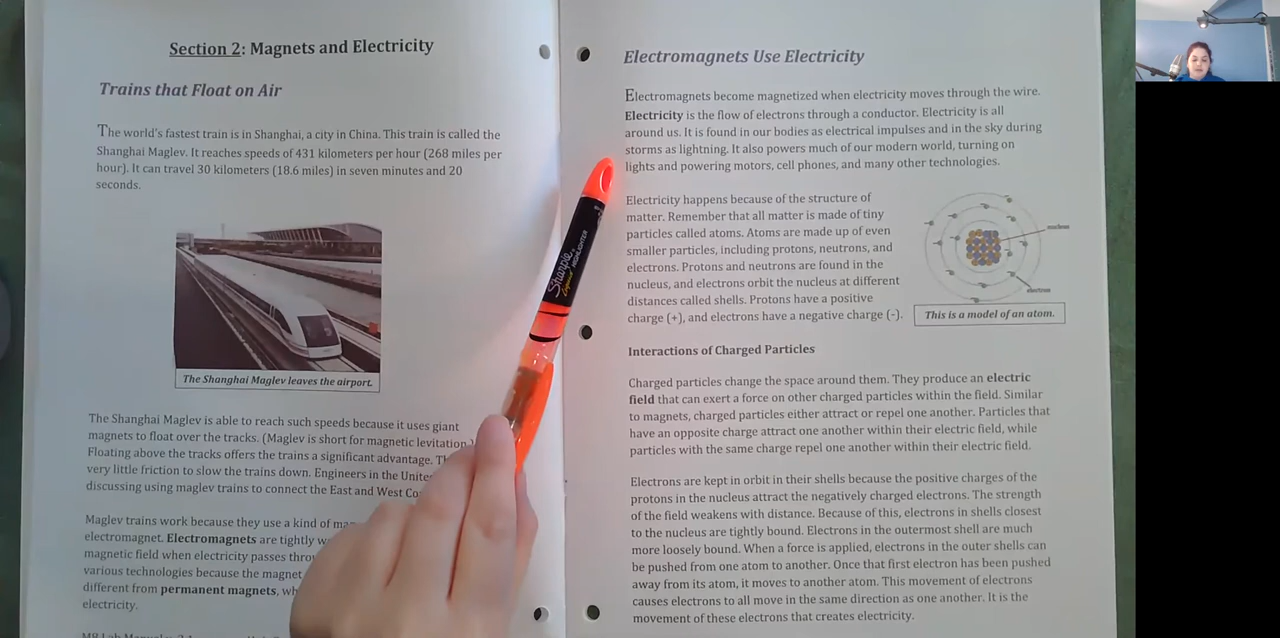 Section 2: Magnets and Electricity
Trains that Float on Air
The world's fastest train is in Shanghai, a city in China. This train is called the
Shanghai Maglev. It reaches speeds of 431 kilometers per hour (268 miles per
hour). It can travel 30 kilometers (18.6 miles) in seven minutes and 20
seconds.
The Shanghai Maglev leaves the airport.
The Shanghai Maglev is able to reach such speeds because it uses giant
magnets to float over the tracks. (Maglev is short for magnetic levitation.)
Floating above the tracks offers the trains a significant advantage.
very little friction to slow the trains down. Engineers in the
discussing using maglev trains to connect the East and West
Maglev trains work because they use a kind of
electromagnet. Electromagnets are tightly
magnetic field when electricity passes
various technologies because the magnet
different from permanent magnets,
electricity.
Electromagnets Use Electricity
Electromagnets become magnetized when electricity moves through the wire.
Electricity is the flow of electrons through a conductor. Electricity is all
around us. It is found in our bodies as electrical impulses and in the sky during
storms as lightning. It also powers much of our modern world, turning on
lights and powering motors, cell phones, and many other technologies.
Electricity happens because of the structure of
matter. Remember that all matter is made of tiny
particles called atoms. Atoms are made up of even
smaller particles, including protons, neutrons, and
electrons. Protons and neutrons are found in the
nucleus, and electrons orbit the nucleus at different
distances called shells. Protons have a positive
charge (+), and electrons have a negative charge (-).
nucleus
electron
This is a model of an atom.
Interactions of Charged Particles
Charged particles change the space around them. They produce an electric
field that can exert a force on other charged particles within the field. Similar
to magnets, charged particles either attract or repel one another. Particles that
have an opposite charge attract one another within their electric field, while
particles with the same charge repel one another within their electric field.
Electrons are kept in orbit in their shells because the positive charges of the
protons in the nucleus attract the negatively charged electrons. The strength
of the field weakens with distance. Because of this, electrons in shells closest
to the nucleus are tightly bound. Electrons in the outermost shell are much
more loosely bound. When a force is applied, electrons in the outer shells can
be pushed from one atom to another. Once that first electron has been pushed
away from its atom, it moves to another atom. This movement of electrons
causes electrons to all move in the same direction as one another. It is the
movement of these electrons that creates electricity.
Sharpie
HIGHLIGHTER